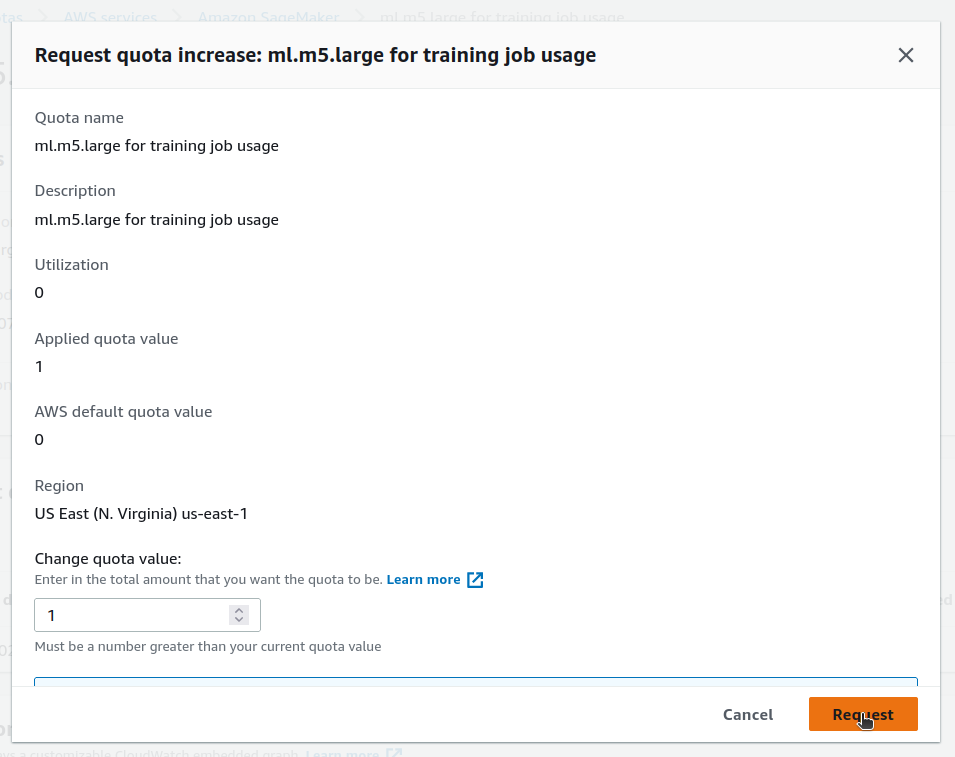 AWS services
Amazon SageMaker
ml.m5.large for training job usage
Request quota increase: ml.m5.large for training job usage
Quota name
ml.m5.large for training job usage
Description
ml.m5.large for training job usage
Utilization
0
Applied quota value
1
AWS default quota value
0
Region
US East (N. Virginia) us-east-1
Change quota value:
Enter in the total amount that you want the quota to be. Learn more
1
Must be a number greater than your current quota value
Cancel
Request
a customizable CloudWatch embedded graph. Learn more